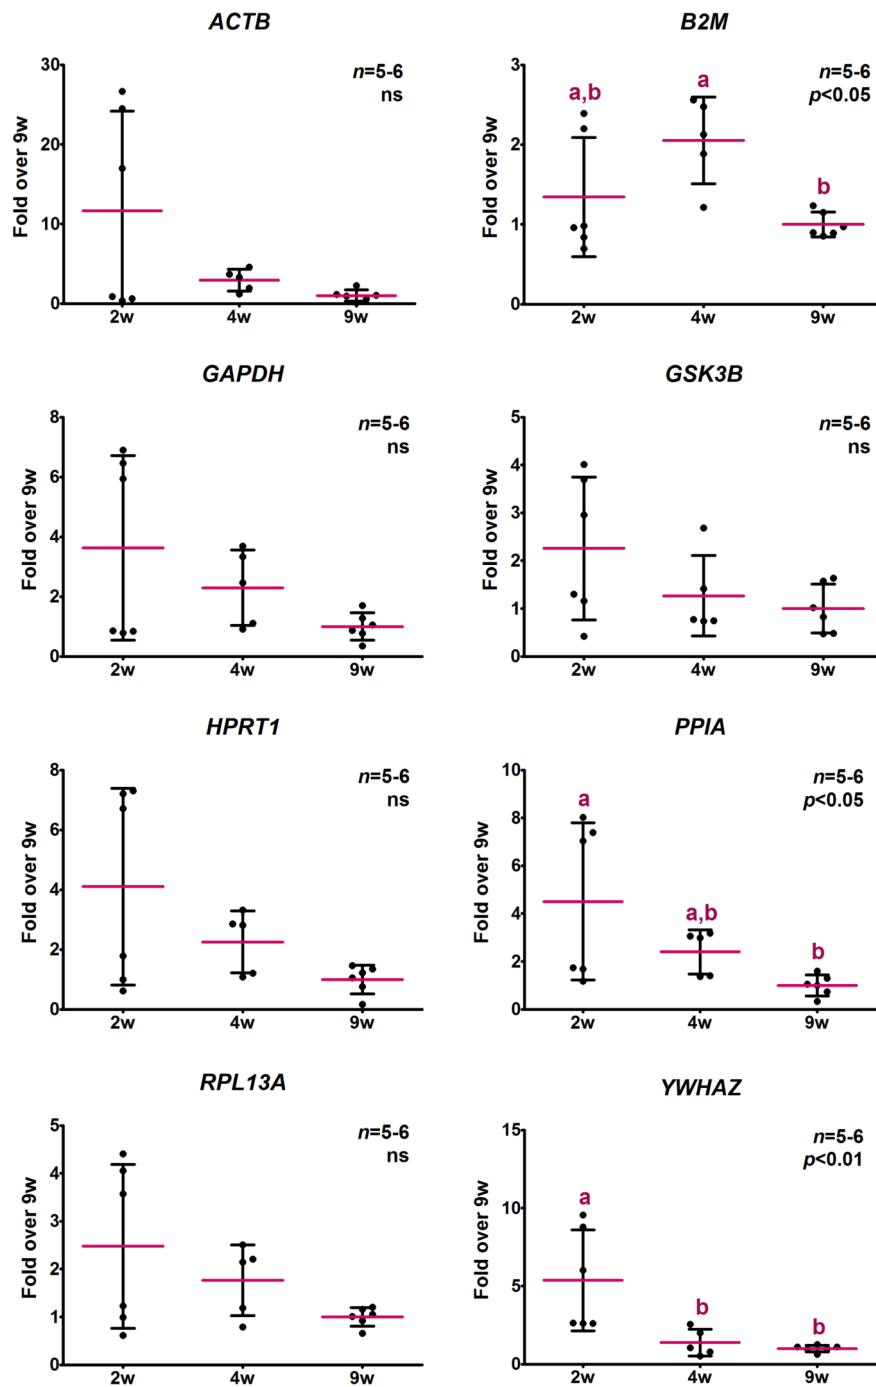 ACTB
n=5-6
ns
Fold over 9w
30
20
10
0
2w 4w 9w
B2M
n=5-6
p<0.05
Fold over 9w
3
2
1
0
a,b a b
2w 4w 9w
GAPDH
n=5-6
ns
Fold over 9w
8
6
4
2
0
2w 4w 9w
GSK3B
n=5-6
ns
Fold over 9w
5
4
3
2
1
0
2w 4w 9w
HPRT1
n=5-6
ns
Fold over 9w
8
6
4
2
0
2w 4w 9w
PPIA
n=5-6
p<0.05
Fold over 9w
10
8
6
4
2
0
a a,b b
2w 4w 9w
RPL13A
n=5-6
ns
Fold over 9w
5
4
3
2
1
0
2w 4w 9w
YWHAZ
n=5-6
p<0.01
Fold over 9w
15
10
5
0
a b b
2w 4w 9w